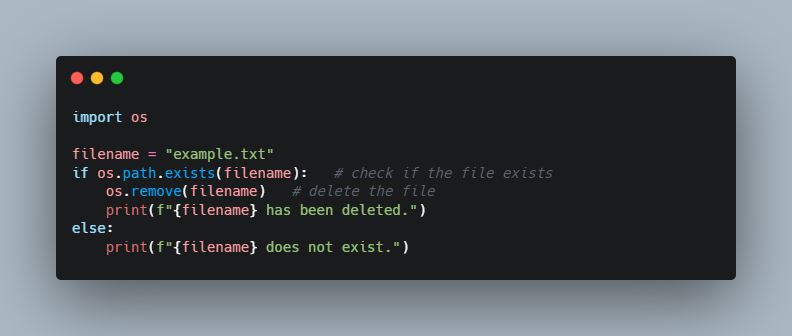 import os

filename = "example.txt"
if os.path.exists(filename):   # check if the file exists
    os.remove(filename)   # delete the file
    print(f"{filename} has been deleted.")
else:
    print(f"{filename} does not exist.")